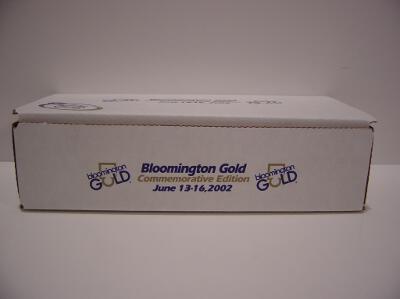 bloomington
GOLD
Bloomington Gold
Commemorative Edition
June 13-16,2002
bloomington
GOLD